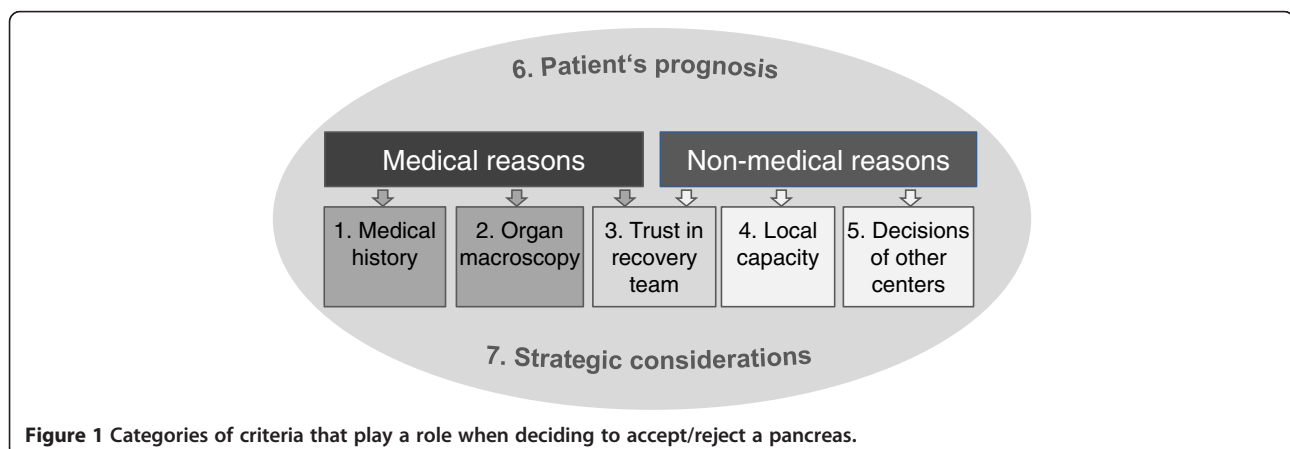 6. Patient‘s prognosis
Medical reasons
Non-medical reasons
1. Medical
history
2. Organ
macroscopy
3. Trust in
recovery
team
4. Local
capacity
5. Decisions
of other
centers
7. Strategic considerations
Figure 1 Categories of criteria that play a role when deciding to accept/reject a pancreas.